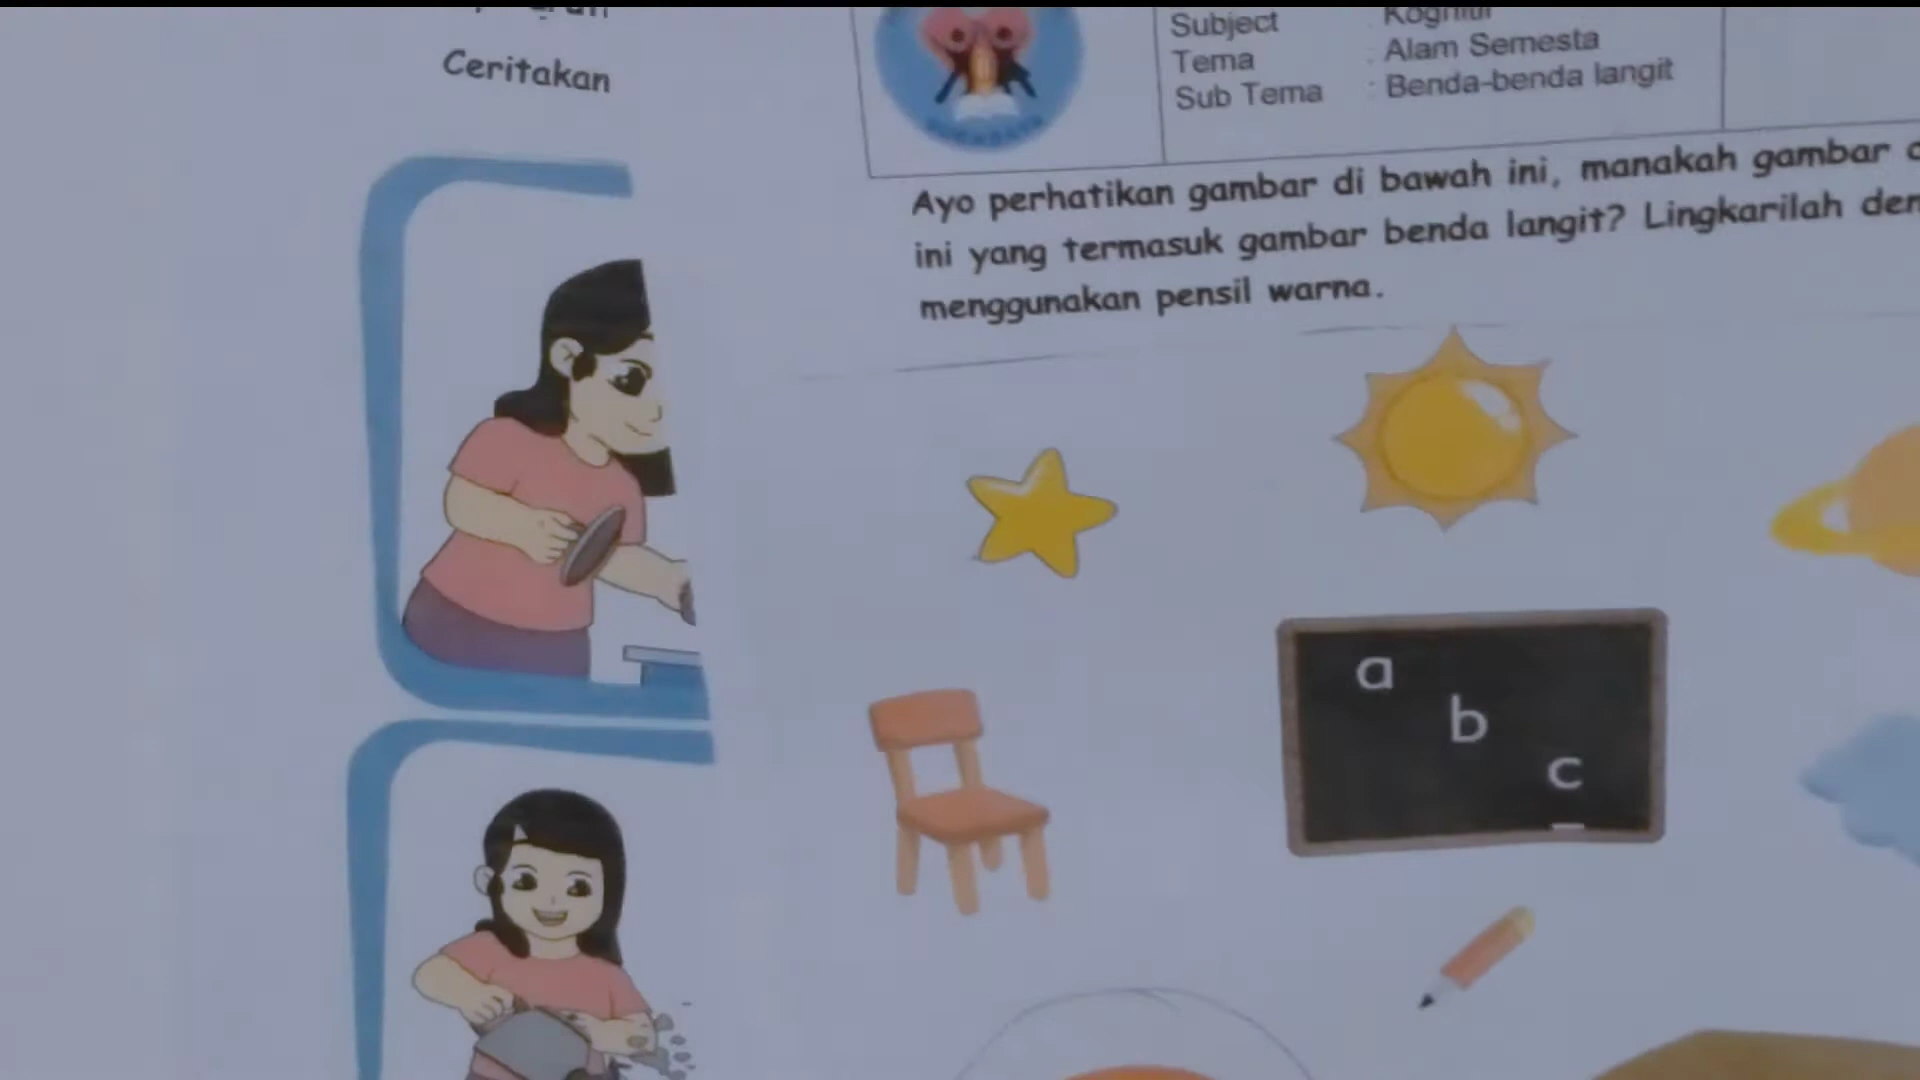 Ceritakan
Subject
Tema : Alam Semesta
Sub Tema : Benda-benda langit
Ayo perhatikan gambar di bawah ini, manakah gambar
ini yang termasuk gambar benda langit? Lingkarilah
menggunakan pensil warna.
a
b
c